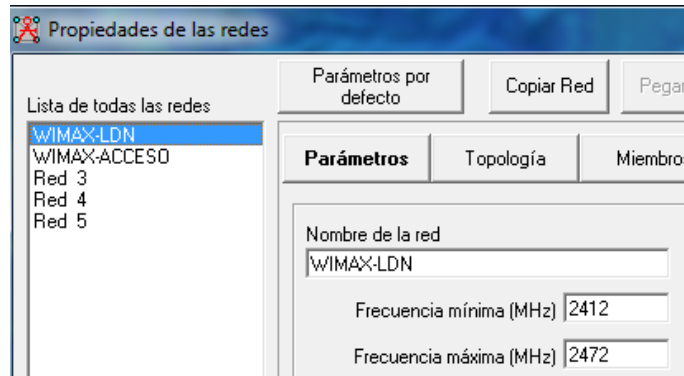 Propiedades de las redes
Parámetros por
defecto
Copiar Red
Lista de todas las redes
WIMAX-LDN
WIMAX-ACCESO
Red 3
Red 4
Red 5
Parámetros
Topología
Nombre de la red
WIMAX-LDN
Frecuencia mínima (MHz) 2412
Frecuencia máxima (MHz) 2472